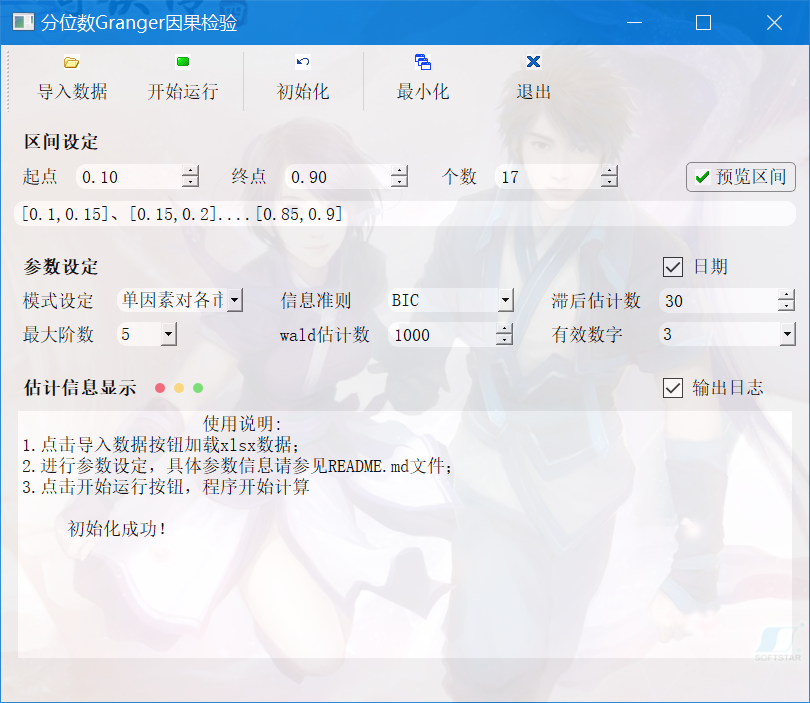 分位数Granger因果检验
导入数据 开始运行 初始化 最小化 退出
区间设定
起点 0.10 终点 0.90 个数 17 预览区间
[0.1,0.15]、[0.15,0.2]....[0.85,0.9]
参数设定 日期
模式设定 单因素对各市 信息准则 BIC 滞后估计数 30
最大阶数 5 wald估计数 1000 有效数字 3
估计信息显示 输出日志
使用说明:
1.点击导入数据按钮加载xlsx数据;
2.进行参数设定，具体参数信息请参见README.md文件;
3.点击开始运行按钮，程序开始计算
初始化成功!
SOFTSTAR